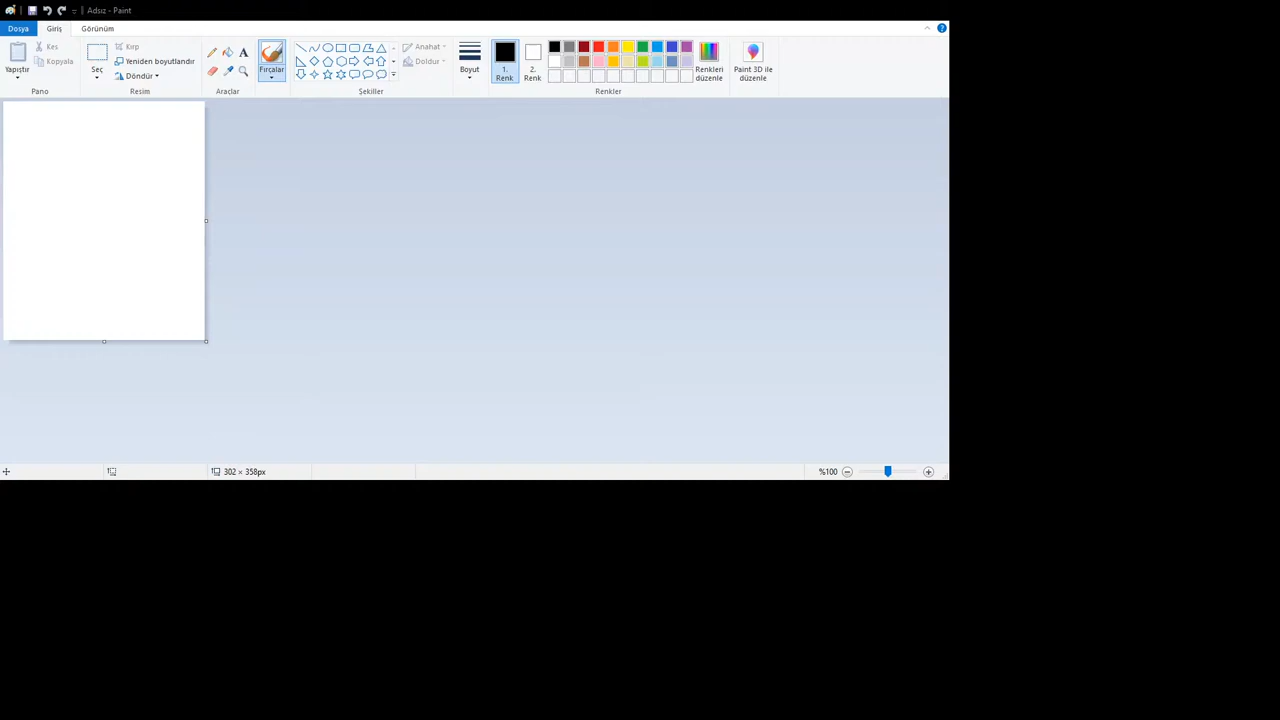 Adsız - Paint
Dosya Giriş Görünüm
Yapıştır
Kes
Kopyala
Pano
Seç
Kırp
Yeniden boyutlandır
Döndür
Resim
A
Araçlar
Fırçalar
Anahat
Doldur
Şekiller
Boyut
1.
Renk
2.
Renk
Renkleri
düzenle
Paint 3D ile
düzenle
Renkler
302 × 358px
%100